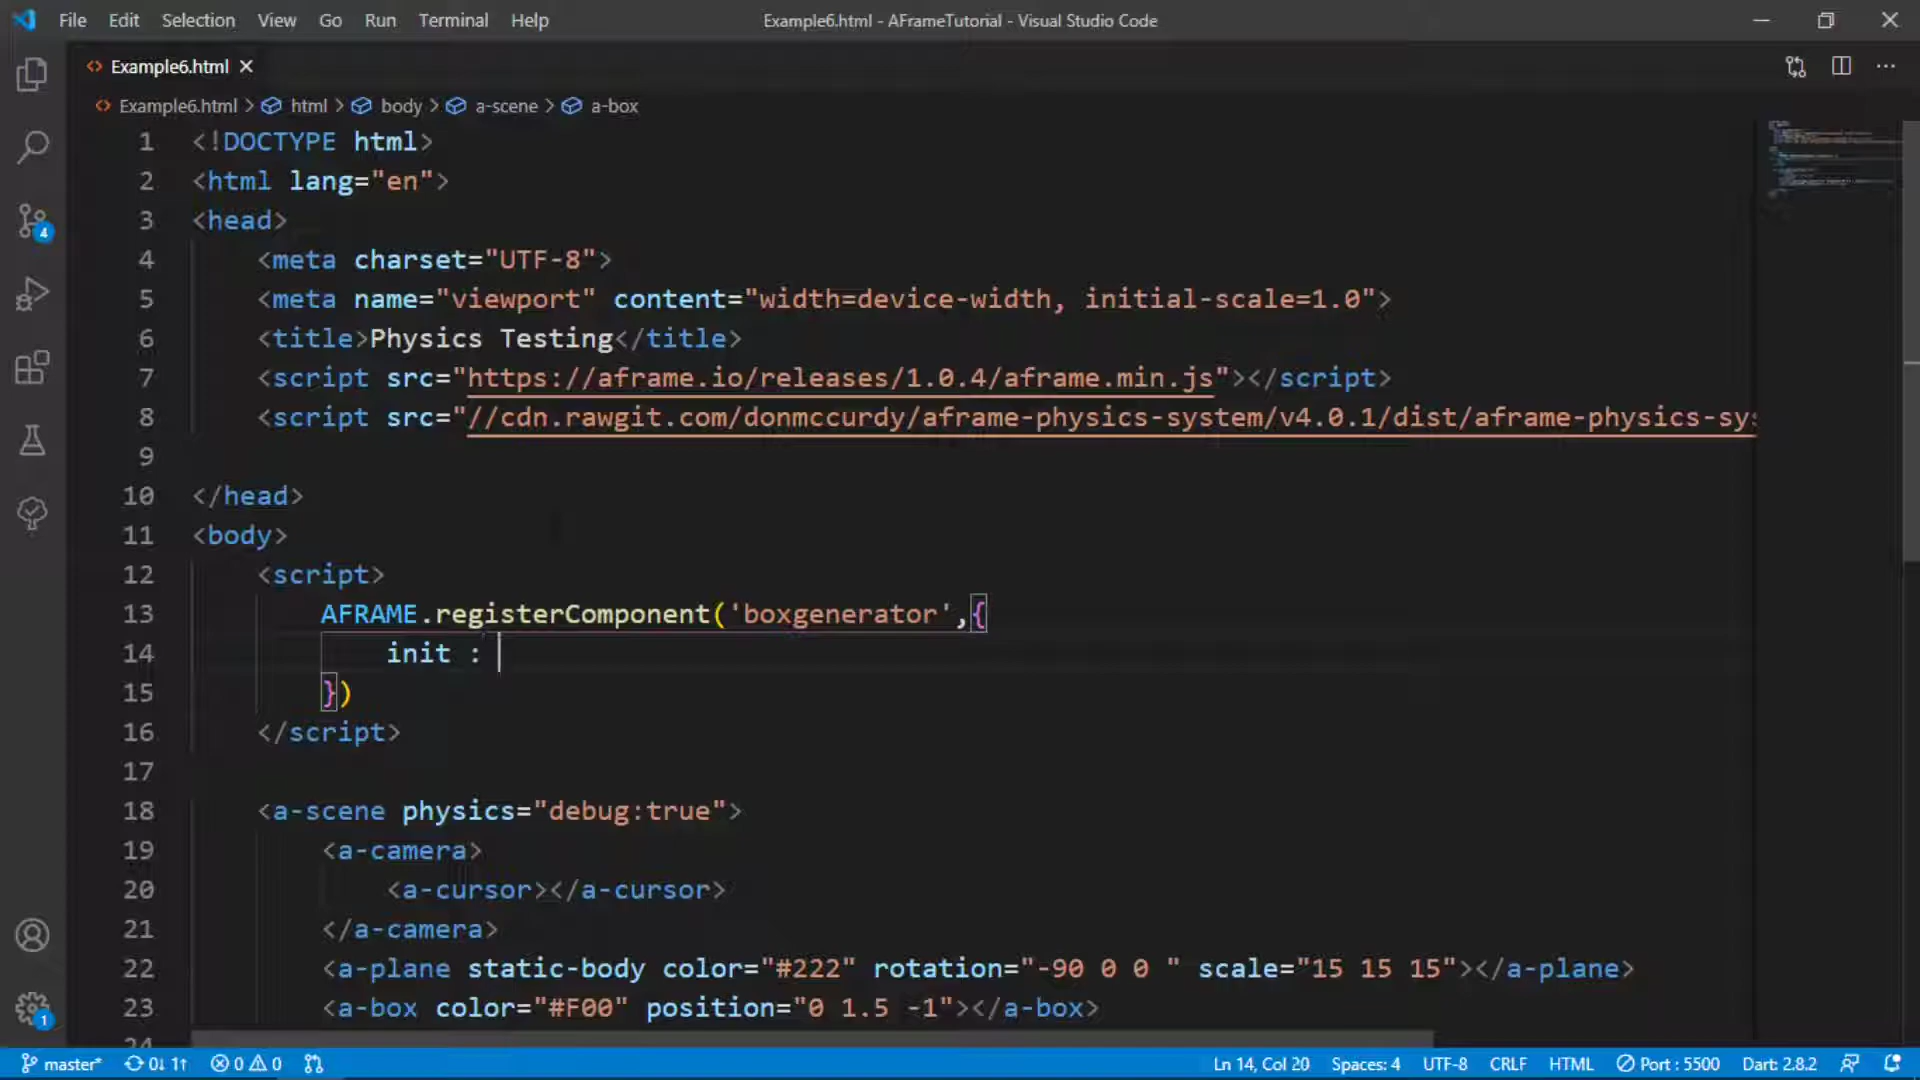 File Edit Selection View Go Run Terminal Help Example6.html - AFrameTutorial - Visual Studio Code
Example6.html
Example6.html > html > body > a-scene > a-box
1 <!DOCTYPE html>
2 <html lang="en">
3 <head>
4 <meta charset="UTF-8">
5 <meta name="viewport" content="width=device-width, initial-scale=1.0">
6 <title>Physics Testing</title>
7 <script src="https://aframe.io/releases/1.0.4/aframe.min.js"></script>
8 <script src="//cdn.rawgit.com/donmccurdy/aframe-physics-system/v4.0.1/dist/aframe-physics-sys
9
10 </head>
11 <body>
12 <script>
13 AFRAME.registerComponent('boxgenerator',{
14 init :
15 })
16 </script>
17
18 <a-scene physics="debug:true">
19 <a-camera>
20 <a-cursor></a-cursor>
21 </a-camera>
22 <a-plane static-body color="#222" rotation="-90 0 0 " scale="15 15 15"></a-plane>
23 <a-box color="#F00" position="0 1.5 -1"></a-box>
24
4
1
master* 0↓ 1↑ 0 0 Ln 14, Col 20 Spaces: 4 UTF-8 CRLF HTML Port : 5500 Dart: 2.8.2